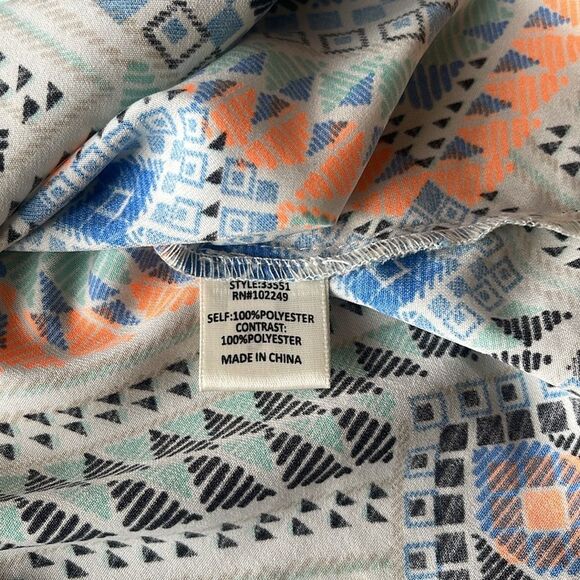 STYLE:33551
RN#102249
SELF:100%POLYESTER
CONTRAST:
100%POLYESTER
MADE IN CHINA